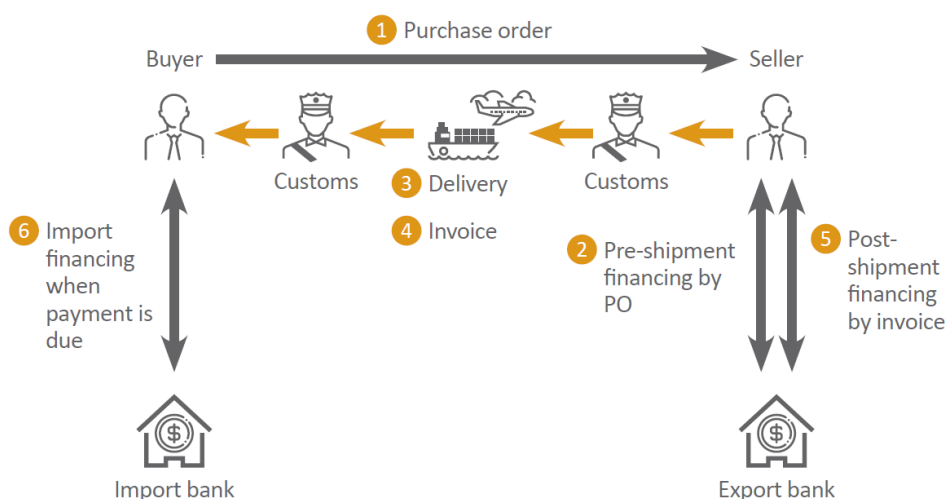 1 Purchase order
Buyer
Seller
Customs
3 Delivery
Customs
4 Invoice
6 Import
financing
when
payment is
due
2 Pre-shipment
financing by
PO
5 Post-
shipment
financing
by invoice
$
$
Import bank
Export bank